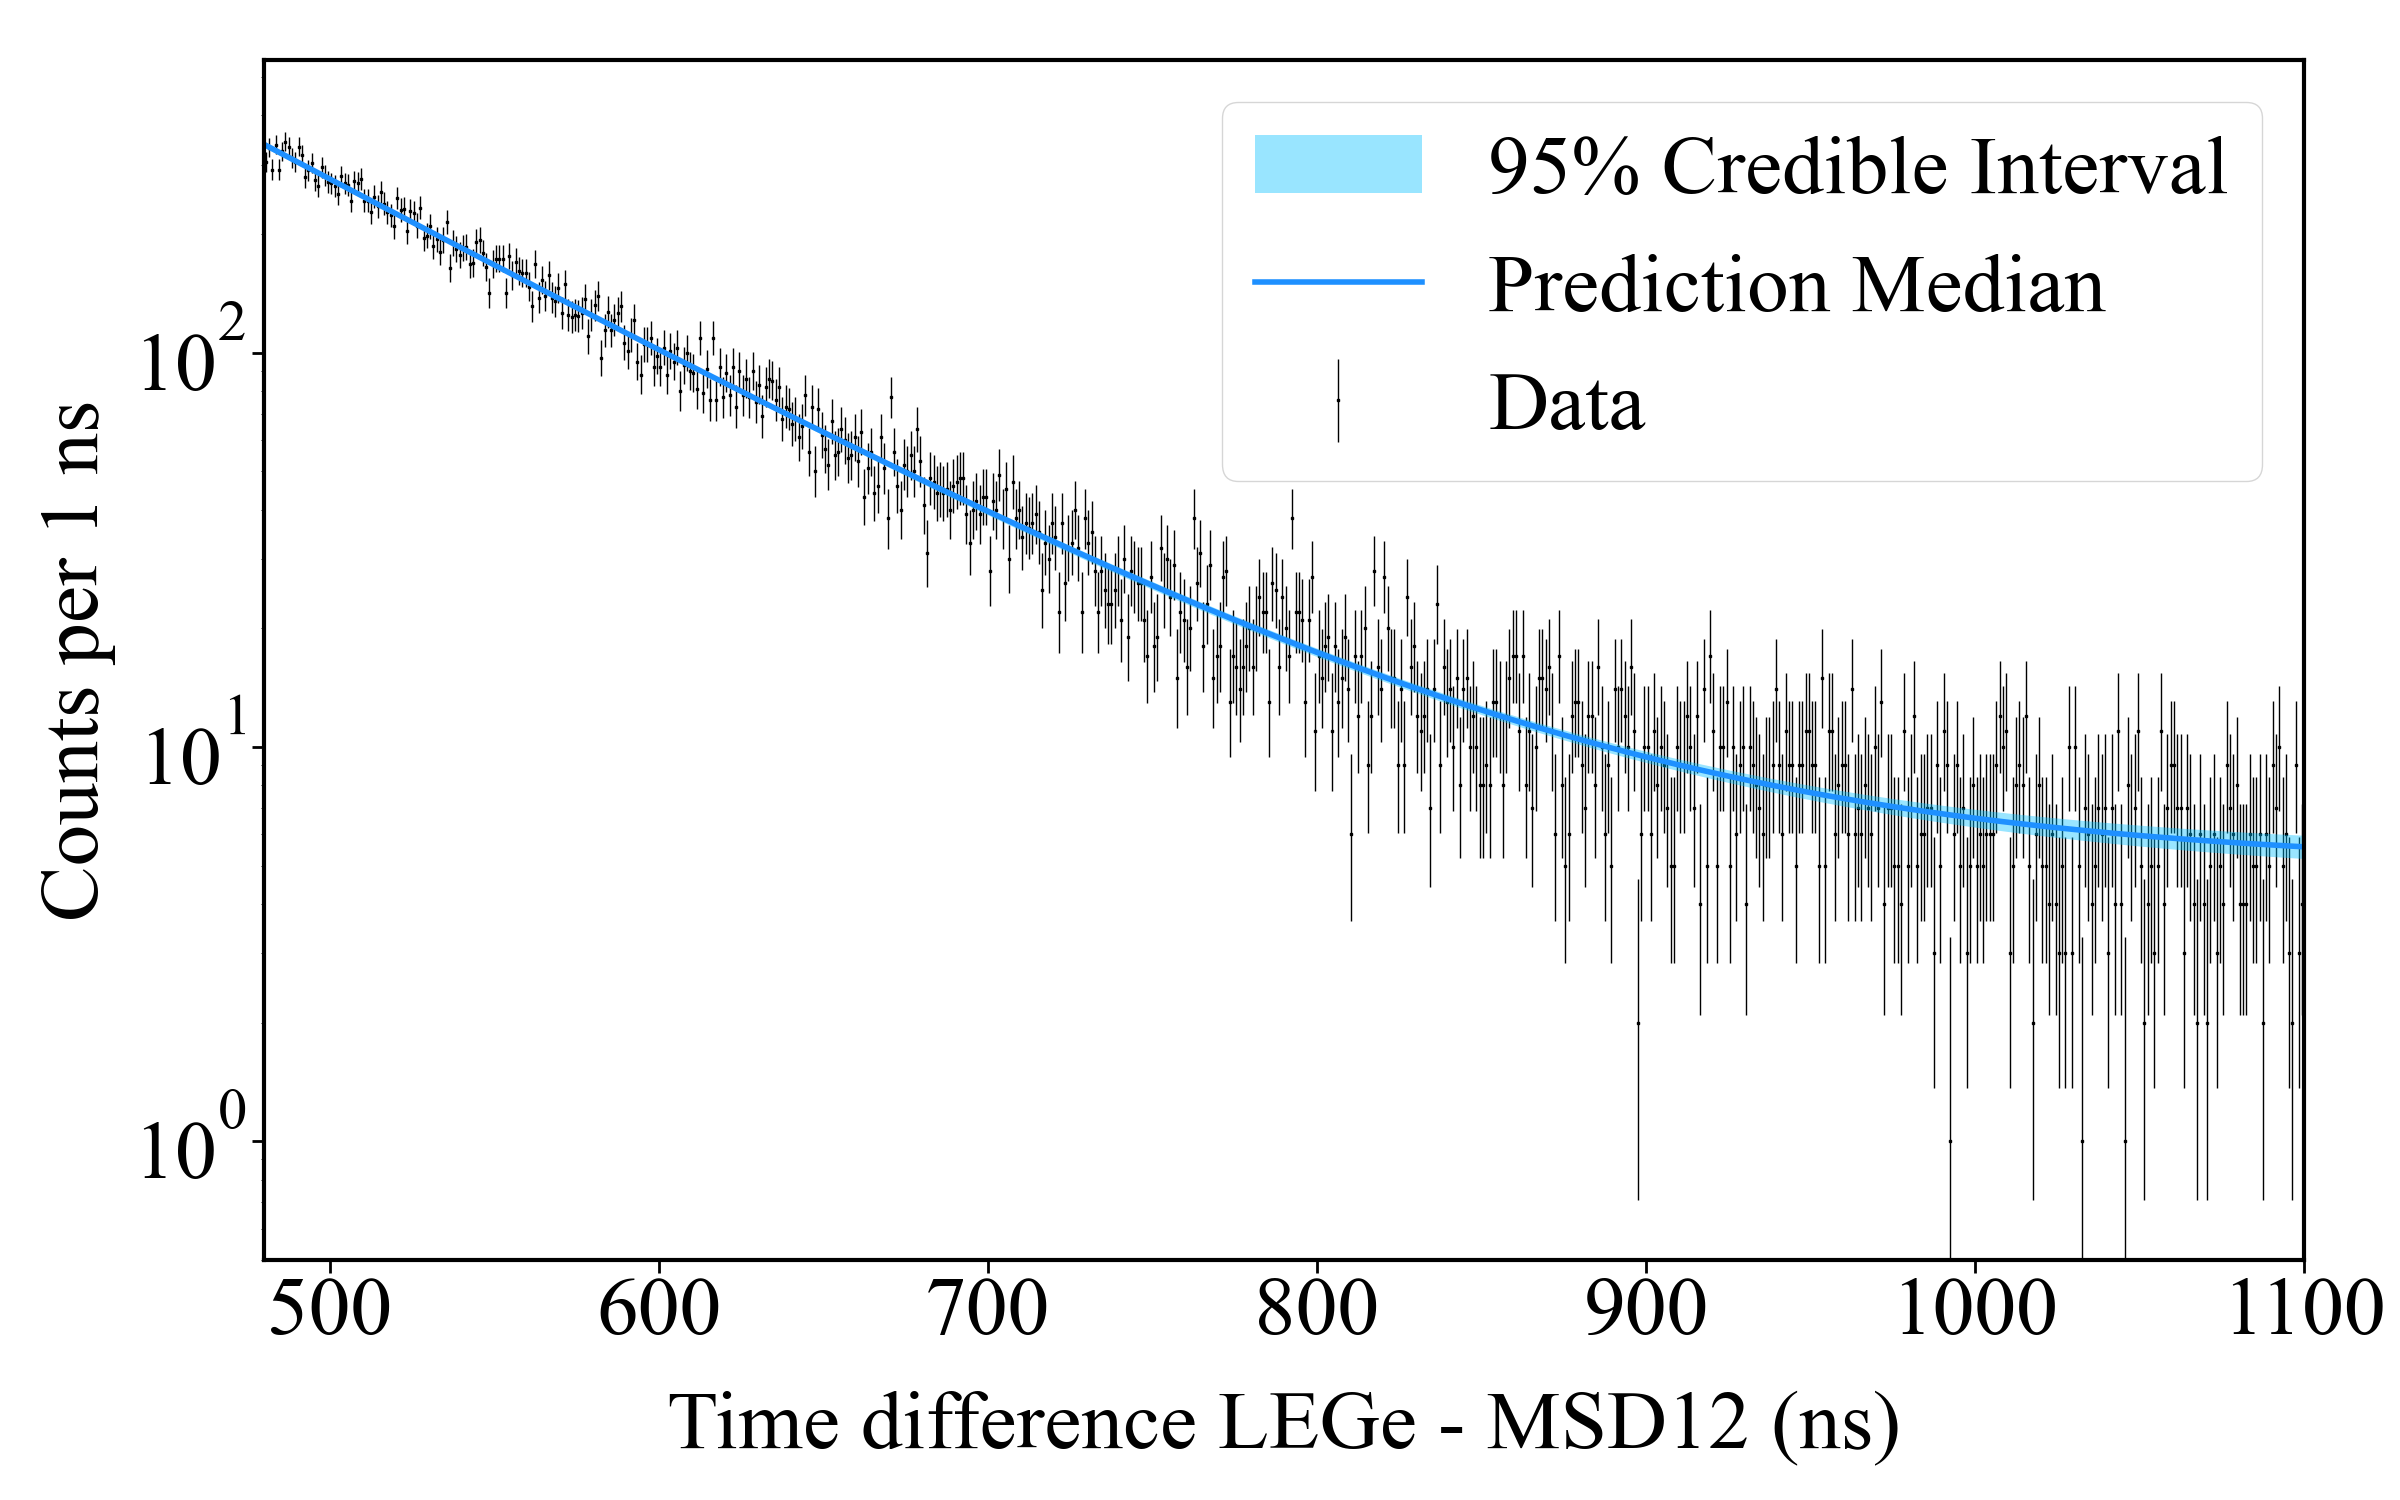 95% Credible Interval
Prediction Median
Data
Counts per 1 ns
10^2
10^1
10^0
500 600 700 800 900 1000 1100
Time difference LEGe - MSD12 (ns)